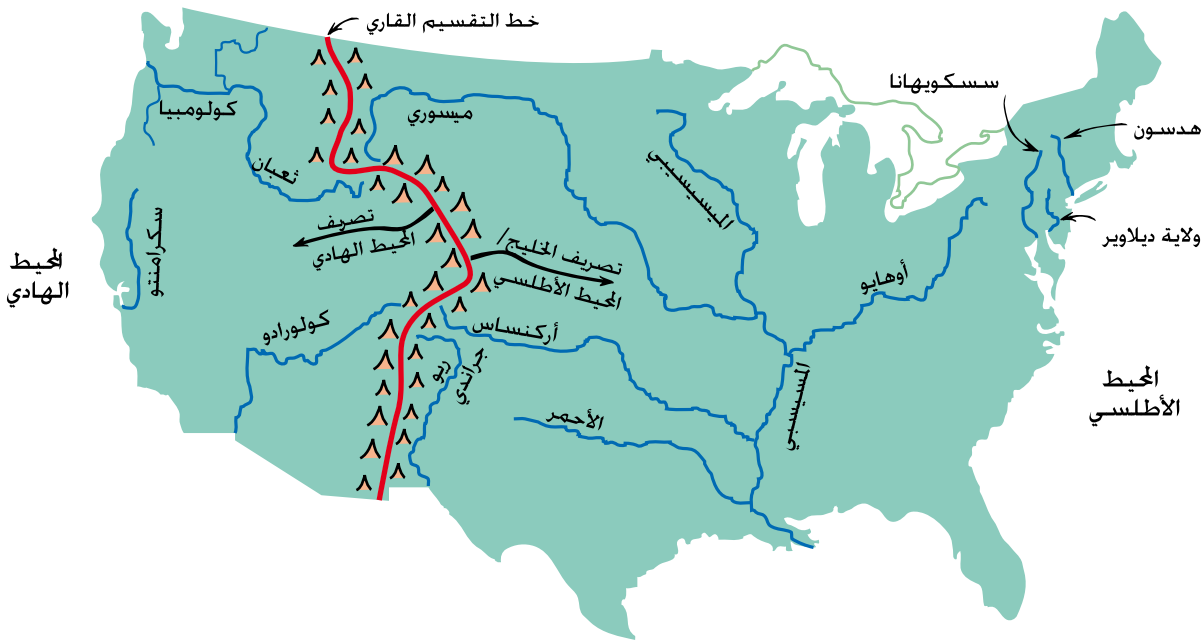 خط التقسيم القاري
سسكويهانا
هدسون
كولومبيا
ميسوري
الميسيسيبي
ثعبان
سكرامنتو
تصريف
المحيط الهادي
تصريف الخليج/
المحيط الأطلسي
ولاية ديلاوير
أوهايو
المحيط
الهادي
كولورادو
أركنساس
ريو
جراندي
المسيسبي
المحيط
الأطلسي
الأحمر